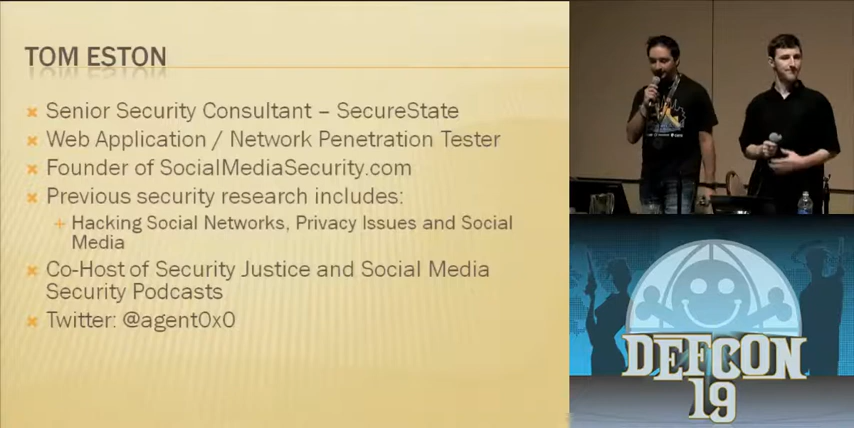 TOM ESTON
Senior Security Consultant – SecureState
Web Application / Network Penetration Tester
Founder of SocialMediaSecurity.com
Previous security research includes:
Hacking Social Networks, Privacy Issues and Social
Media
Co-Host of Security Justice and Social Media
Security Podcasts
Twitter: @agent0x0
DEFCON
19